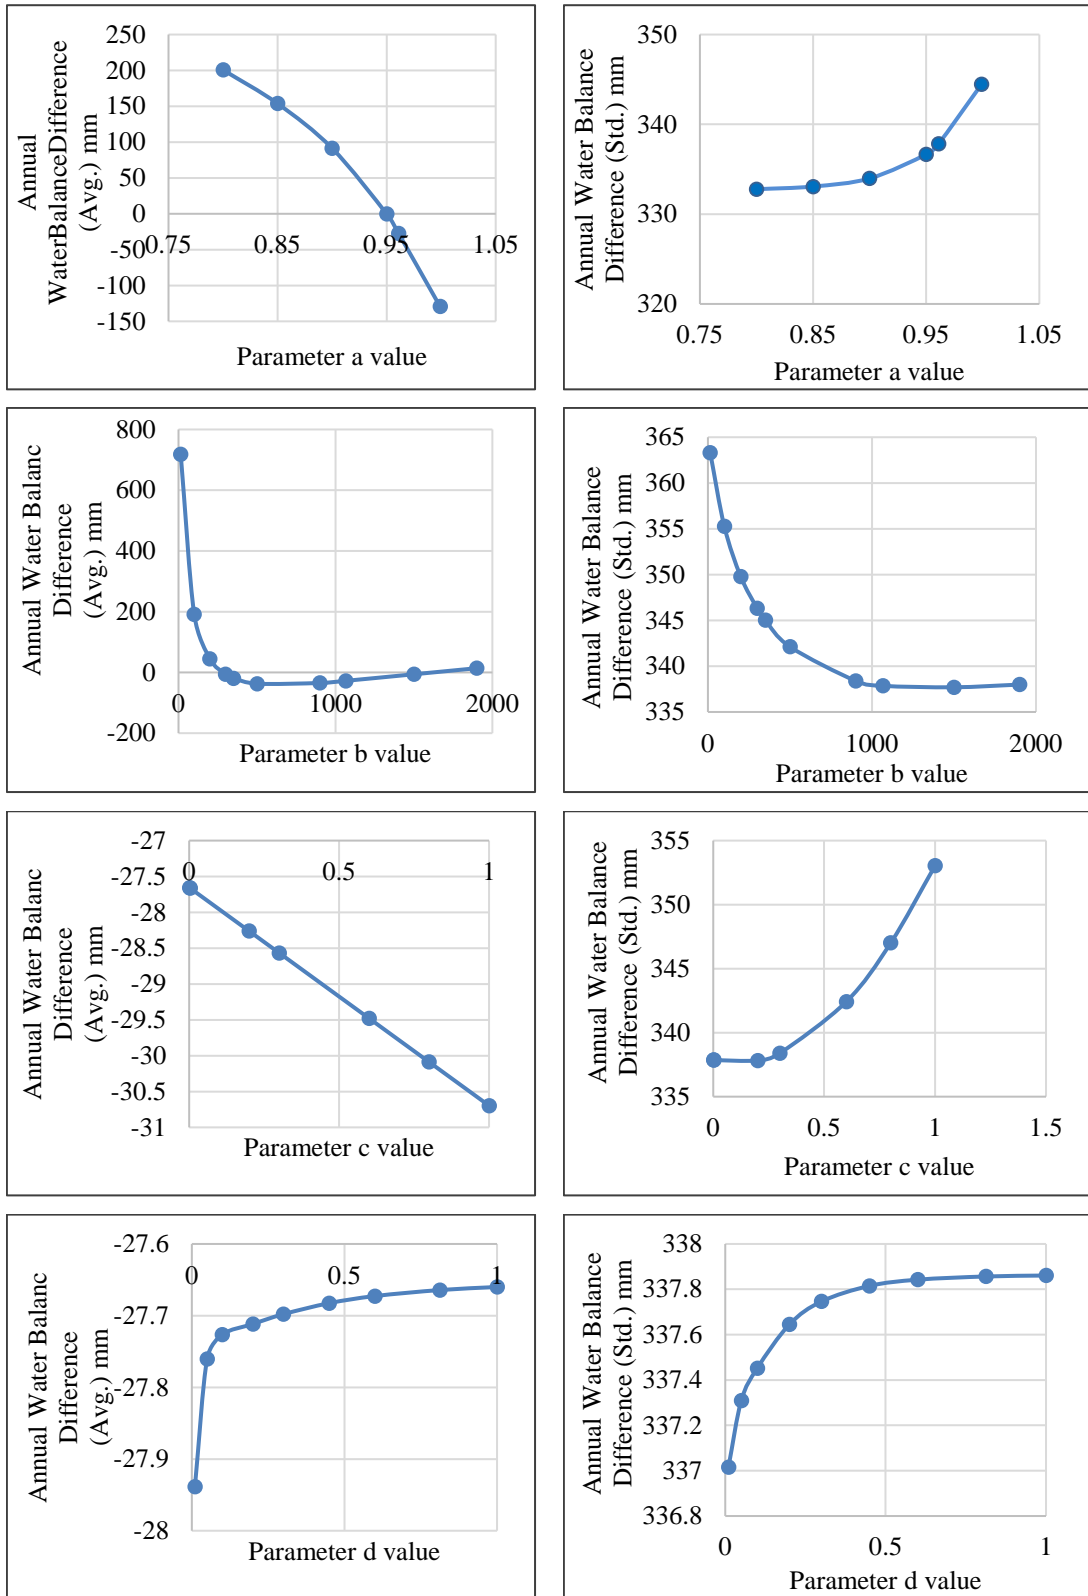 250
200
150
100
50
0
-50
-100
-150
0.75
0.85
0.95
1.05
Annual
WaterBalanceDifference
(Avg.) mm
Parameter a value
350
340
330
320
0.75
0.85
0.95
1.05
Annual Water Balance
Difference (Std.) mm
Parameter a value
800
600
400
200
0
-200
0
1000
2000
Annual Water Balanc
Difference
(Avg.) mm
Parameter b value
365
360
355
350
345
340
335
0
1000
2000
Annual Water Balance
Difference (Std.) mm
Parameter b value
-27
-27.5
-28
-28.5
-29
-29.5
-30
-30.5
-31
0
0.5
1
Annual Water Balanc
Difference
(Avg.) mm
Parameter c value
355
350
345
340
335
0
0.5
1
1.5
Annual Water Balance
Difference (Std.) mm
Parameter c value
-27.6
-27.7
-27.8
-27.9
-28
0
0.5
1
Annual Water Balanc
Difference
(Avg.) mm
Parameter d value
338
337.8
337.6
337.4
337.2
337
336.8
0
0.5
1
Annual Water Balance
Difference (Std.) mm
Parameter d value